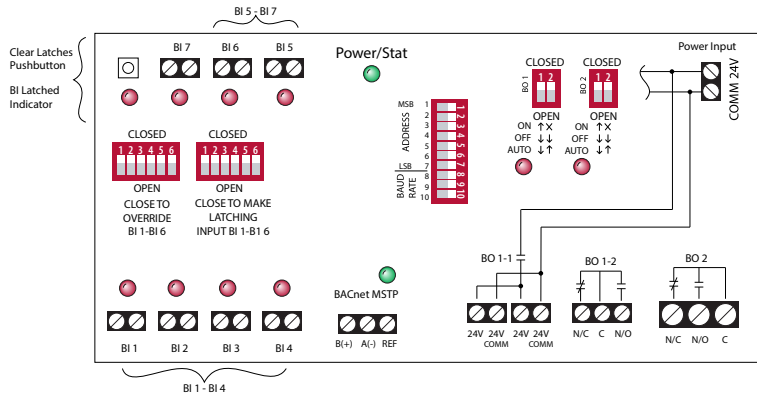 BI 5 - BI 7
Clear Latches
Pushbutton
BI Latched
Indicator
BI 7
BI 6
BI 5
Power/Stat
Power Input
COMM 24V
CLOSED
1 2
BO 1
OPEN
ON ↑ X
OFF ↓ ↓
AUTO ↓ ↑
CLOSED
1 2
BO 2
OPEN
ON ↑ X
OFF ↓ ↓
AUTO ↓ ↑
MSB
ADDRESS
LSB
BAUD
RATE
1
2
3
4
5
6
7
8
9
10
1 2 3 4 5 6 7 8 9 10
CLOSED
1 2 3 4 5 6
OPEN
CLOSE TO
OVERRIDE
BI 1-BI 6
CLOSED
1 2 3 4 5 6
OPEN
CLOSE TO MAKE
LATCHING
INPUT BI 1-B1 6
BO 1-1
BO 1-2
BO 2
BACnet MSTP
B(+) A(-) REF
24V
24V
COMM
24V
24V
COMM
N/C C N/O
N/C N/O C
BI 1
BI 2
BI 3
BI 4
BI 1 - BI 4